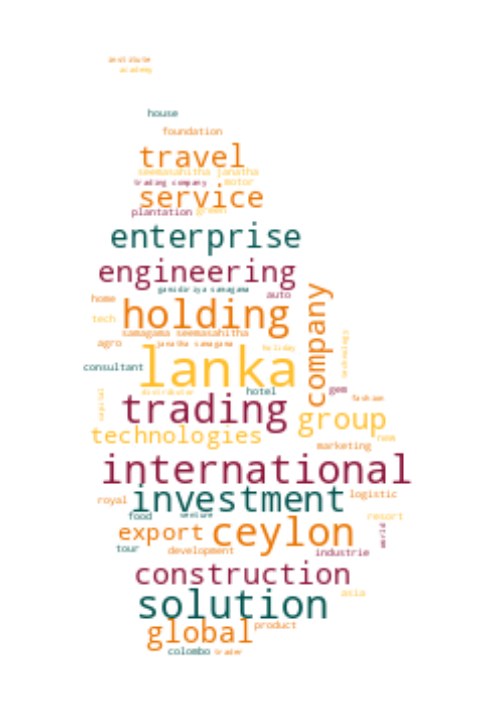 institute
academy
house
foundation
travel
seemasahitha janatha
trading company motor
service
plantation green
enterprise
engineering
gamidiriya samagama
home auto
holding
company
tech
samagama seemasahitha
agro janatha samagama holiday
technology
consultant
lanka
distributor hotel gem
capital fashion
trading
group
technologies new
marketing
international
investment
royal logistic
food venture resort
export ceylon
world
tour development industrie
construction
asia
solution
global product
colombo trader